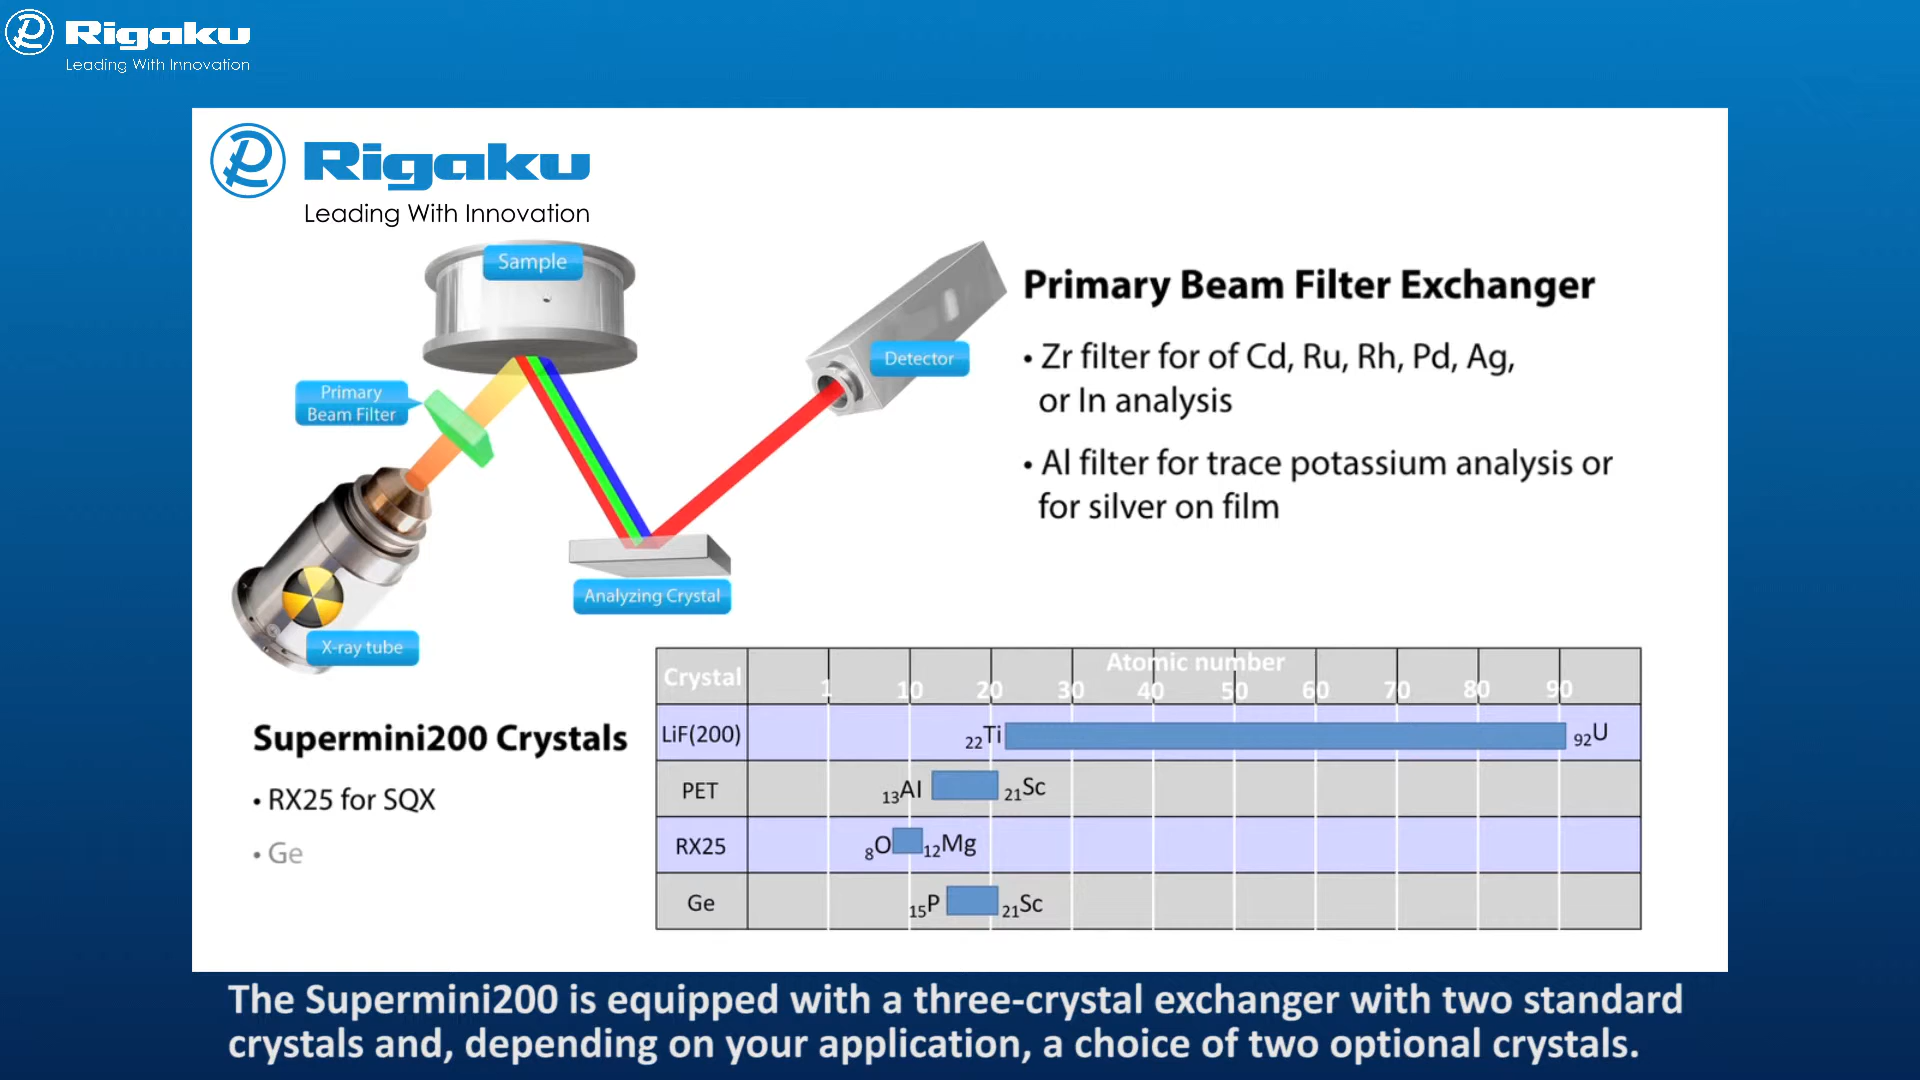 Rigaku
Leading With Innovation
Rigaku
Leading With Innovation
Sample
Detector
Primary
Beam Filter
Analyzing Crystal
X-ray tube
Primary Beam Filter Exchanger
• Zr filter for of Cd, Ru, Rh, Pd, Ag,
or In analysis
• Al filter for trace potassium analysis or
for silver on film
Supermini200 Crystals
• RX25 for SQX
• Ge
Atomic number
Crystal 1 10 20 30 40 50 60 70 80 90
LiF(200) 22Ti 92U
PET 13Al 21Sc
RX25 8O 12Mg
Ge 15P 21Sc
The Supermini200 is equipped with a three-crystal exchanger with two standard
crystals and, depending on your application, a choice of two optional crystals.